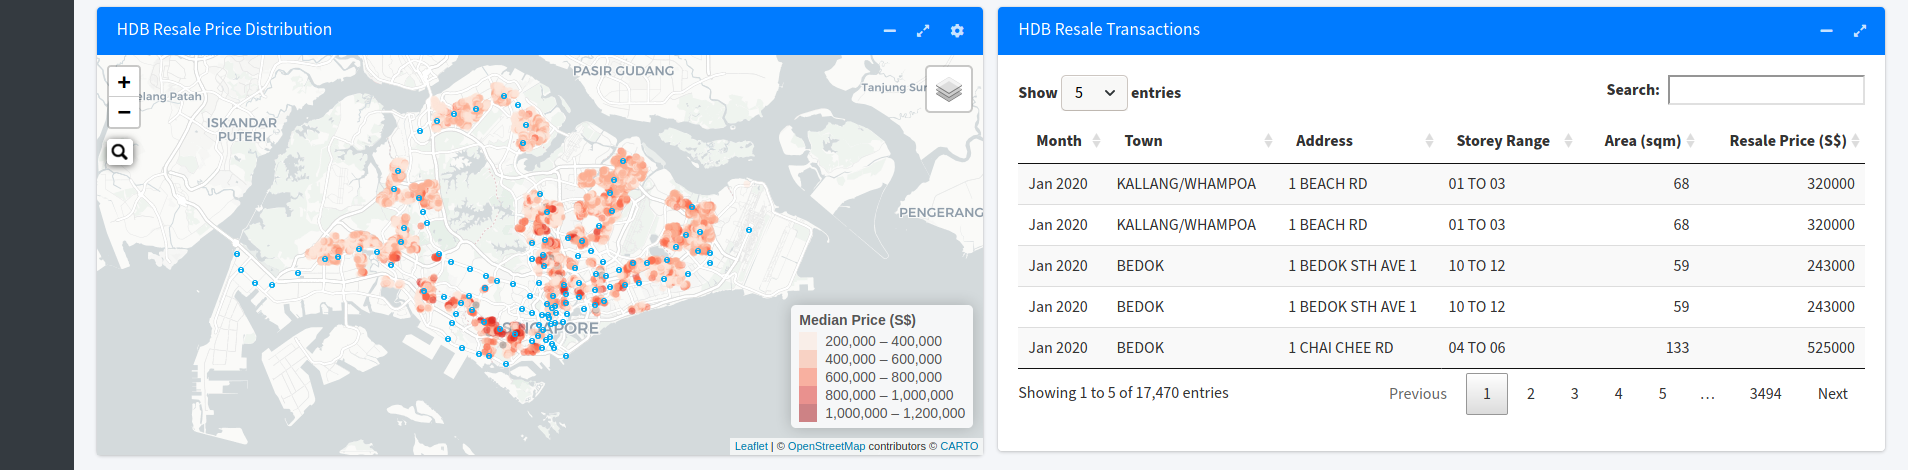 HDB Resale Price Distribution
+
−
PASIR GUDANG
elang Patah
Tanjung Sur
ISKANDAR
PUTERI
PENGERANG
SINGAPORE
Median Price (S$)
200,000 – 400,000
400,000 – 600,000
600,000 – 800,000
800,000 – 1,000,000
1,000,000 – 1,200,000
Leaflet | © OpenStreetMap contributors © CARTO
HDB Resale Transactions
Show 5 entries
Search:
Month Town Address Storey Range Area (sqm) Resale Price (S$)
Jan 2020 KALLANG/WHAMPOA 1 BEACH RD 01 TO 03 68 320000
Jan 2020 KALLANG/WHAMPOA 1 BEACH RD 01 TO 03 68 320000
Jan 2020 BEDOK 1 BEDOK STH AVE 1 10 TO 12 59 243000
Jan 2020 BEDOK 1 BEDOK STH AVE 1 10 TO 12 59 243000
Jan 2020 BEDOK 1 CHAI CHEE RD 04 TO 06 133 525000
Showing 1 to 5 of 17,470 entries
Previous 1 2 3 4 5 … 3494 Next